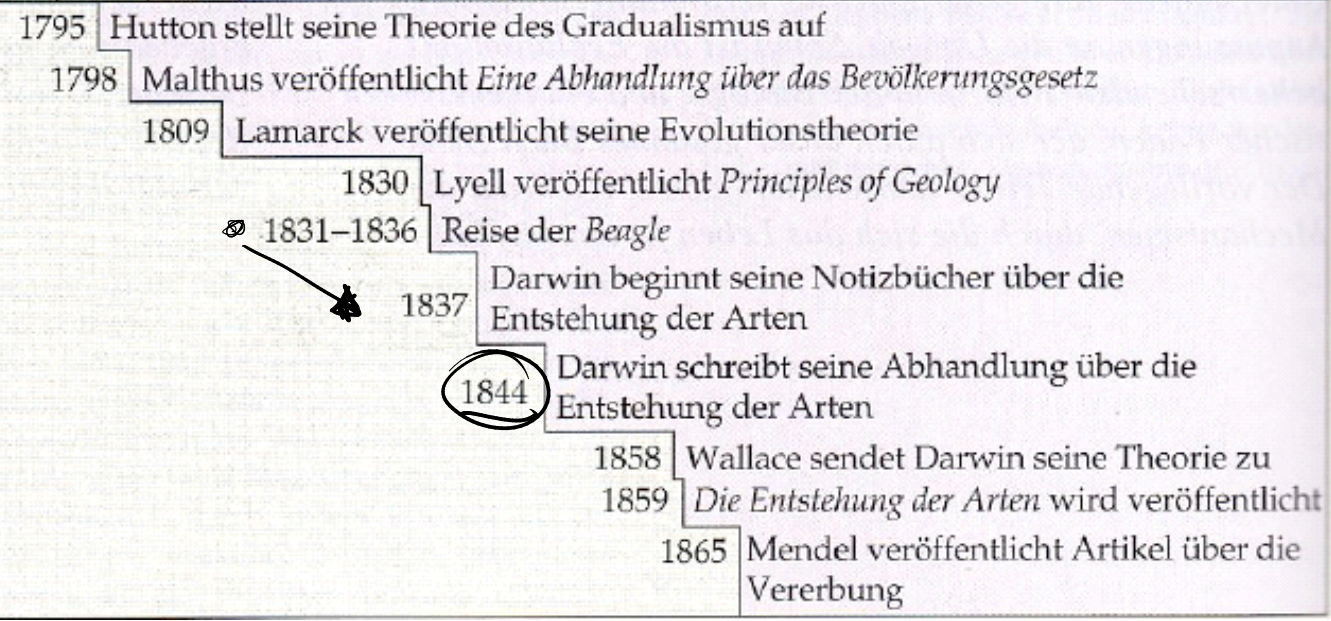 1795 Hutton stellt seine Theorie des Gradualismus auf
1798 Malthus veröffentlicht Eine Abhandlung über das Bevölkerungsgesetz
1809 Lamarck veröffentlicht seine Evolutionstheorie
1830 Lyell veröffentlicht Principles of Geology
1831–1836 Reise der Beagle
1837 Darwin beginnt seine Notizbücher über die
Entstehung der Arten
1844 Darwin schreibt seine Abhandlung über die
Entstehung der Arten
1858 Wallace sendet Darwin seine Theorie zu
1859 Die Entstehung der Arten wird veröffentlicht
1865 Mendel veröffentlicht Artikel über die
Vererbung